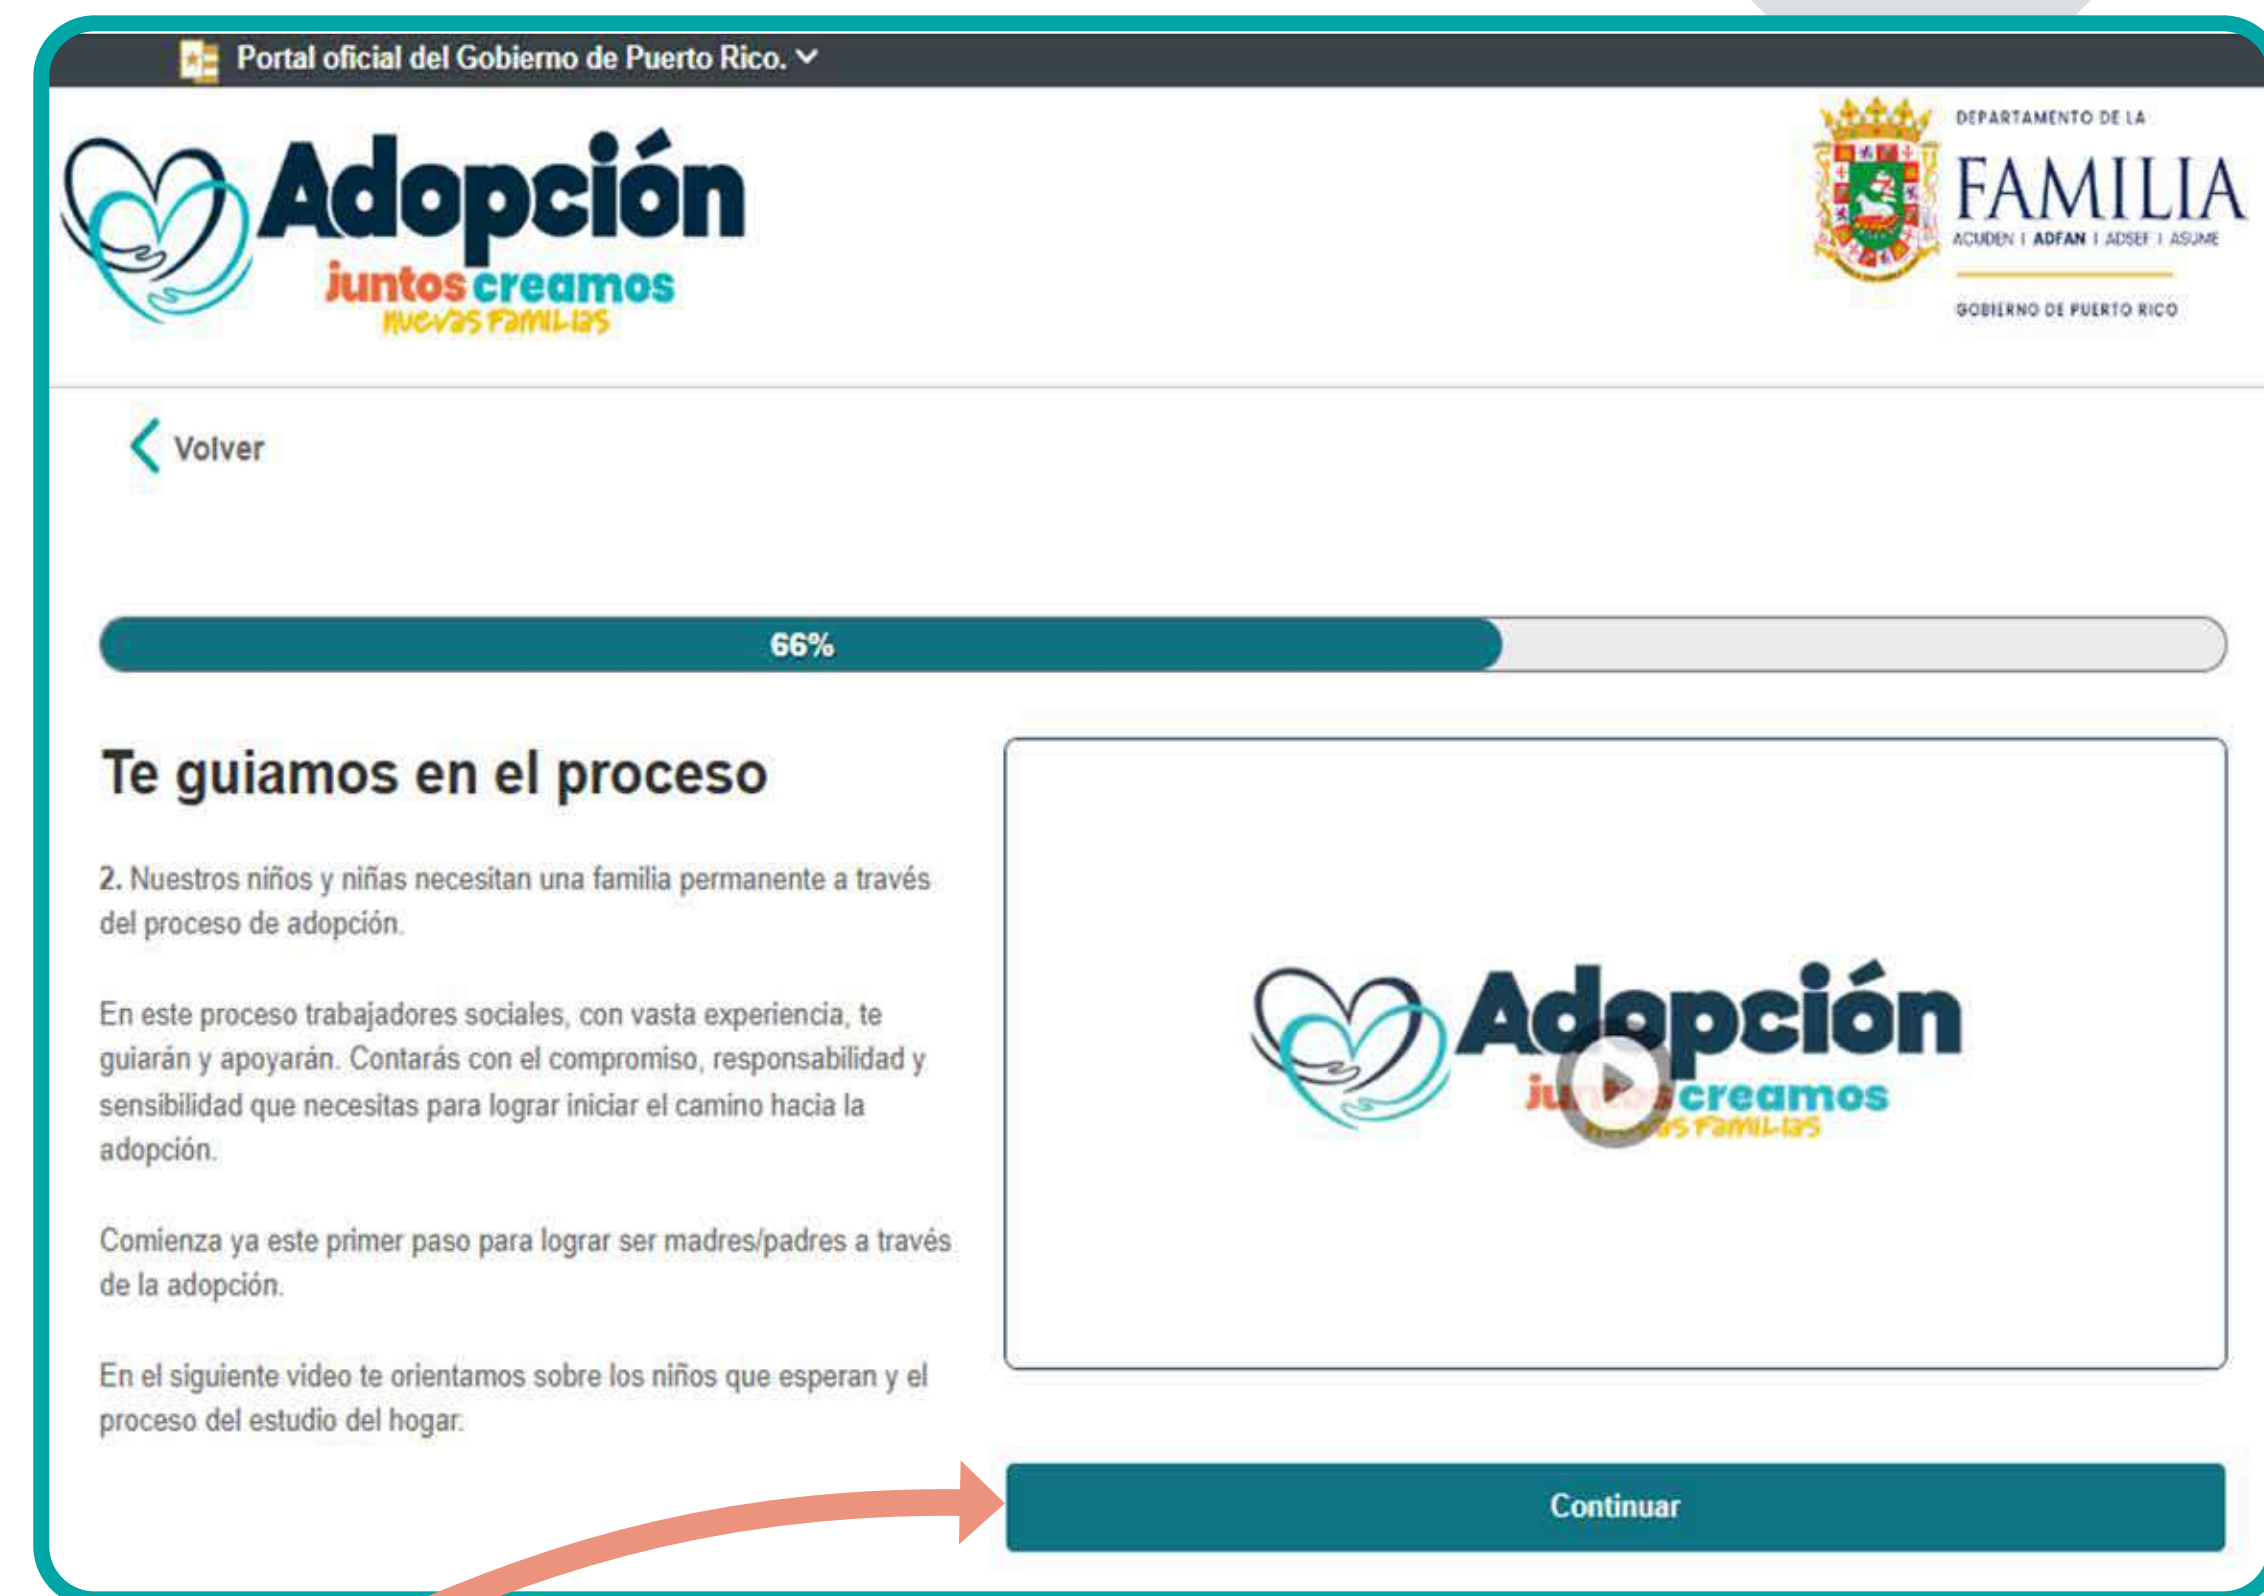 Portal oficial del Gobierno de Puerto Rico.
Adopción
juntos creamos
nuevas familias
DEPARTAMENTO DE LA
FAMILIA
ACUDEN | ADFAN | ADSEF | ASUME
GOBIERNO DE PUERTO RICO
Volver
66%
Te guiamos en el proceso
2. Nuestros niños y niñas necesitan una familia permanente a través
del proceso de adopción.
En este proceso trabajadores sociales, con vasta experiencia, te
guiarán y apoyarán. Contarás con el compromiso, responsabilidad y
sensibilidad que necesitas para lograr iniciar el camino hacia la
adopción.
Comienza ya este primer paso para lograr ser madres/padres a través
de la adopción.
En el siguiente video te orientamos sobre los niños que esperan y el
proceso del estudio del hogar.
Adopción
juntos creamos
nuevas familias
Continuar